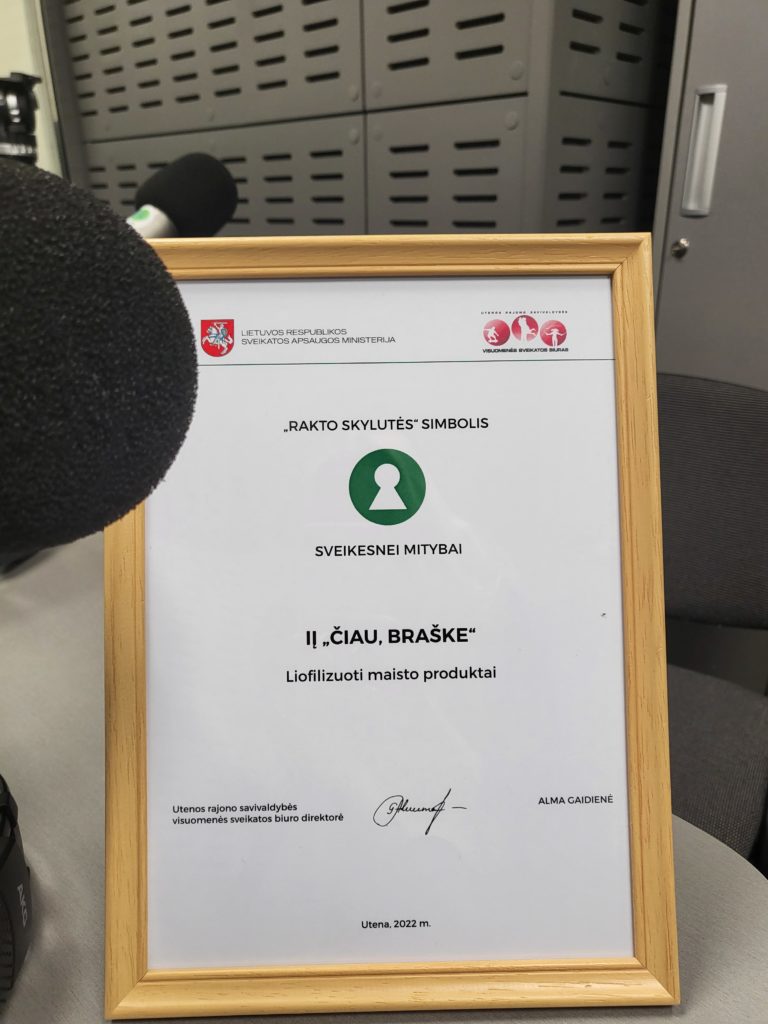 LIETUVOS RESPUBLIKOS
SVEIKATOS APSAUGOS MINISTERIJA
UTENOS RAJONO SAVIVALDYBĖS
VISUOMENĖS SVEIKATOS BIURAS
„RAKTO SKYLUTĖS“ SIMBOLIS
SVEIKESNEI MITYBAI
IĮ „ČIAU, BRAŠKE“
Liofilizuoti maisto produktai
Utenos rajono savivaldybės
visuomenės sveikatos biuro direktorė
ALMA GAIDIENĖ
Utena, 2022 m.
AKG